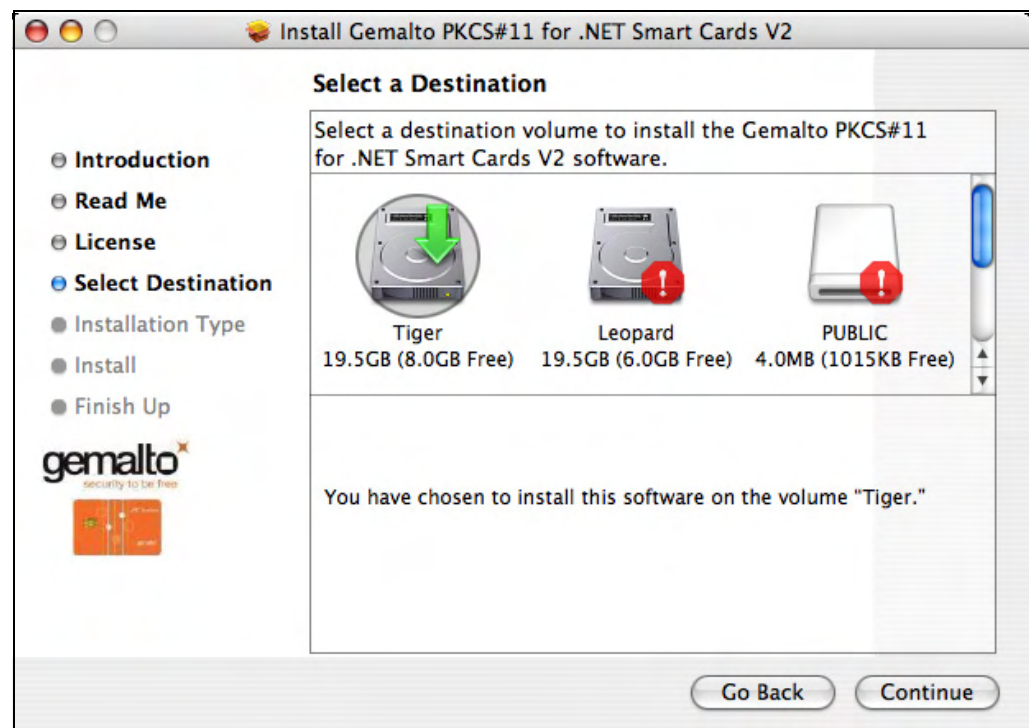 Install Gemalto PKCS#11 for .NET Smart Cards V2
Select a Destination
Introduction
Read Me
License
Select Destination
Installation Type
Install
Finish Up
gemalto
security to be free
Select a destination volume to install the Gemalto PKCS#11
for .NET Smart Cards V2 software.
Tiger
19.5GB (8.0GB Free)
Leopard
19.5GB (6.0GB Free)
PUBLIC
4.0MB (1015KB Free)
You have chosen to install this software on the volume "Tiger."
Go Back
Continue